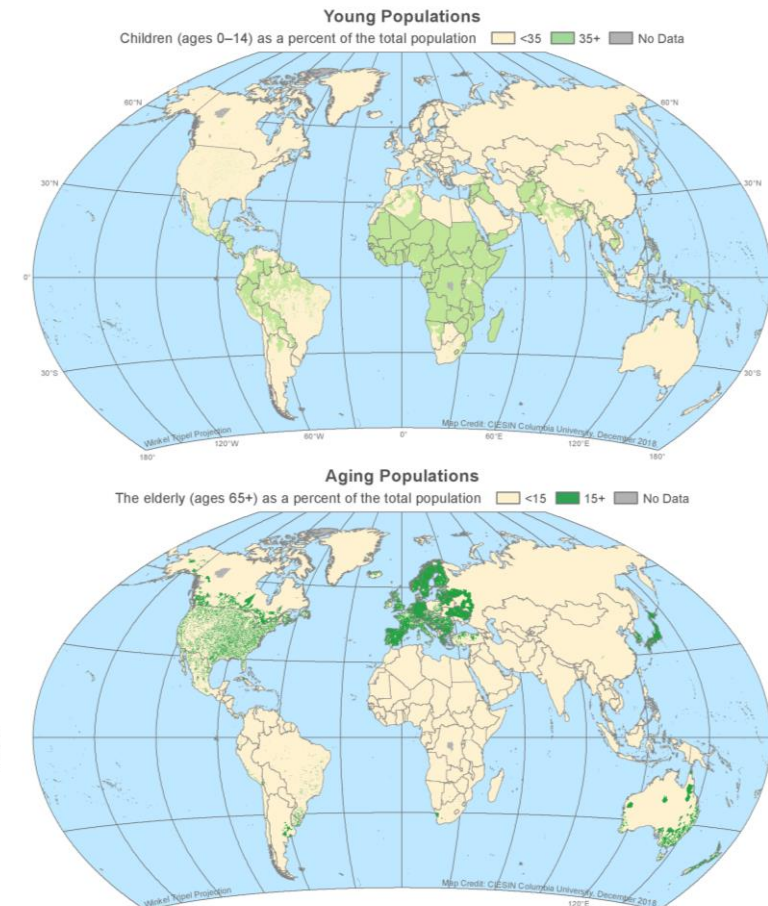 Young Populations
Children (ages 0–14) as a percent of the total population <35 35+ No Data
60°N 60°N
30°N 30°N
0°
30°S 30°S
Winkel Tripel Projection Map Credit: CIESIN Columbia University, December 2018
180° 120°W 60°W 0° 60°E 120°E 180°
Aging Populations
The elderly (ages 65+) as a percent of the total population <15 15+ No Data
Winkel Tripel Projection Map Credit: CIESIN Columbia University, December 2018
120°E